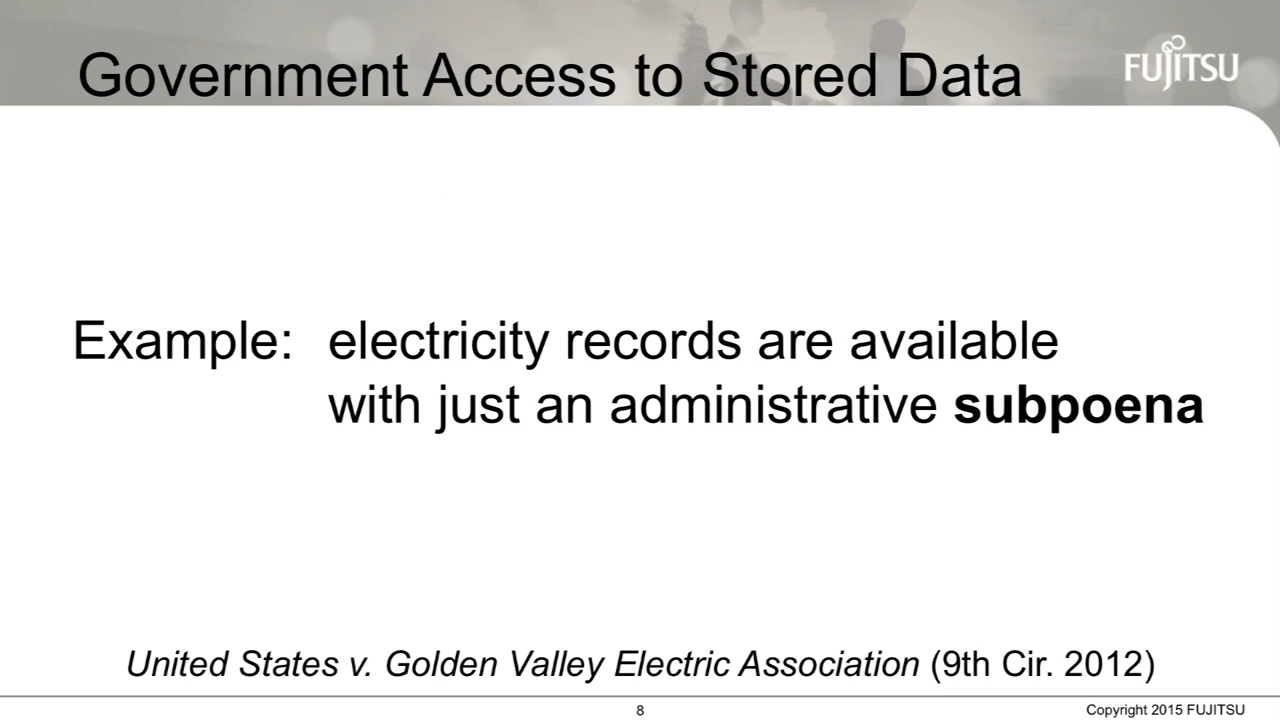 Government Access to Stored Data
FUJITSU
Example: electricity records are available
with just an administrative subpoena
United States v. Golden Valley Electric Association (9th Cir. 2012)
8
Copyright 2015 FUJITSU